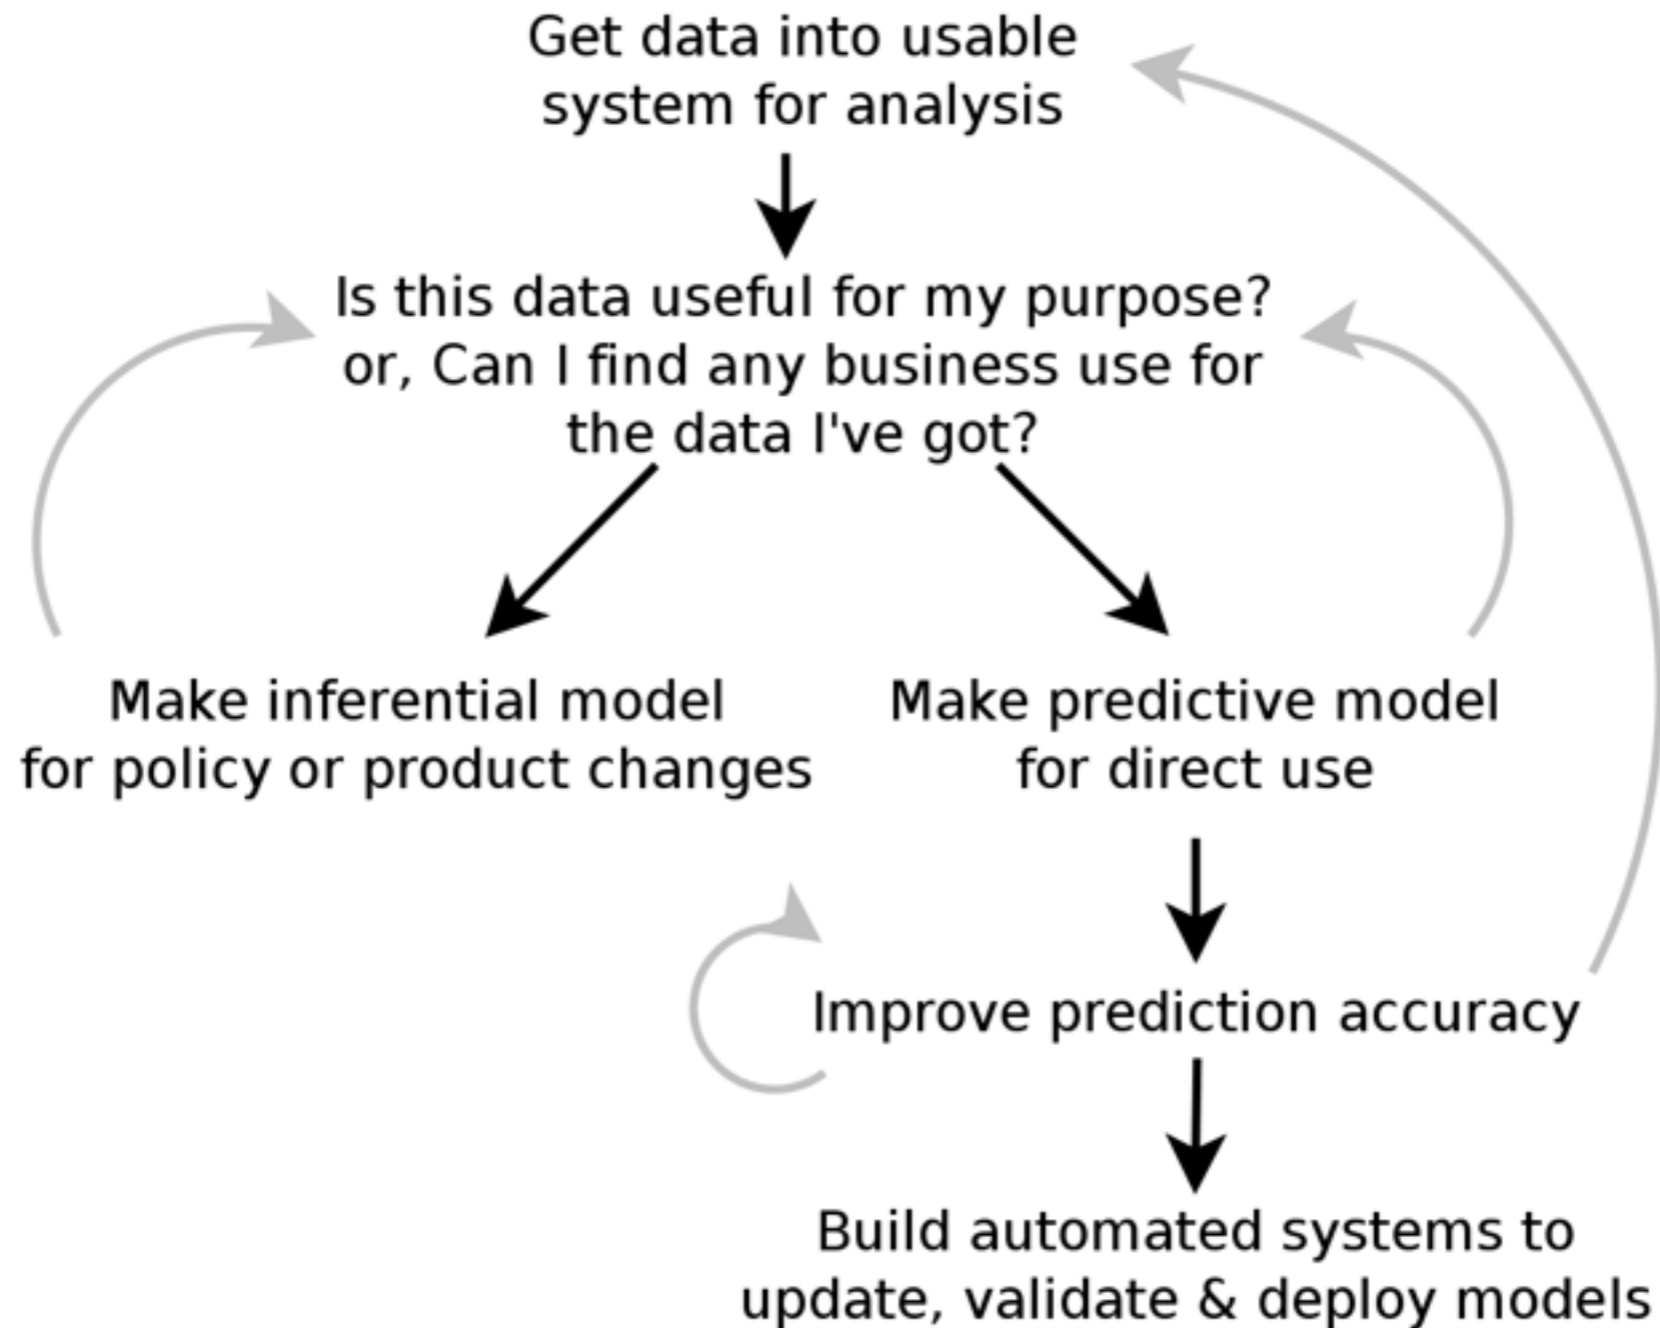 Get data into usable
system for analysis
Is this data useful for my purpose?
or, Can I find any business use for
the data I've got?
Make inferential model
for policy or product changes
Make predictive model
for direct use
Improve prediction accuracy
Build automated systems to
update, validate & deploy models